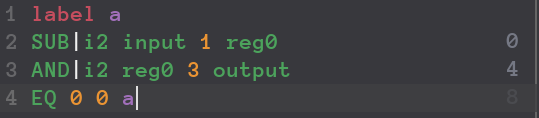 1 label a
2 SUB|i2 input 1 reg0 0
3 AND|i2 reg0 3 output 4
4 EQ 0 0 a 8